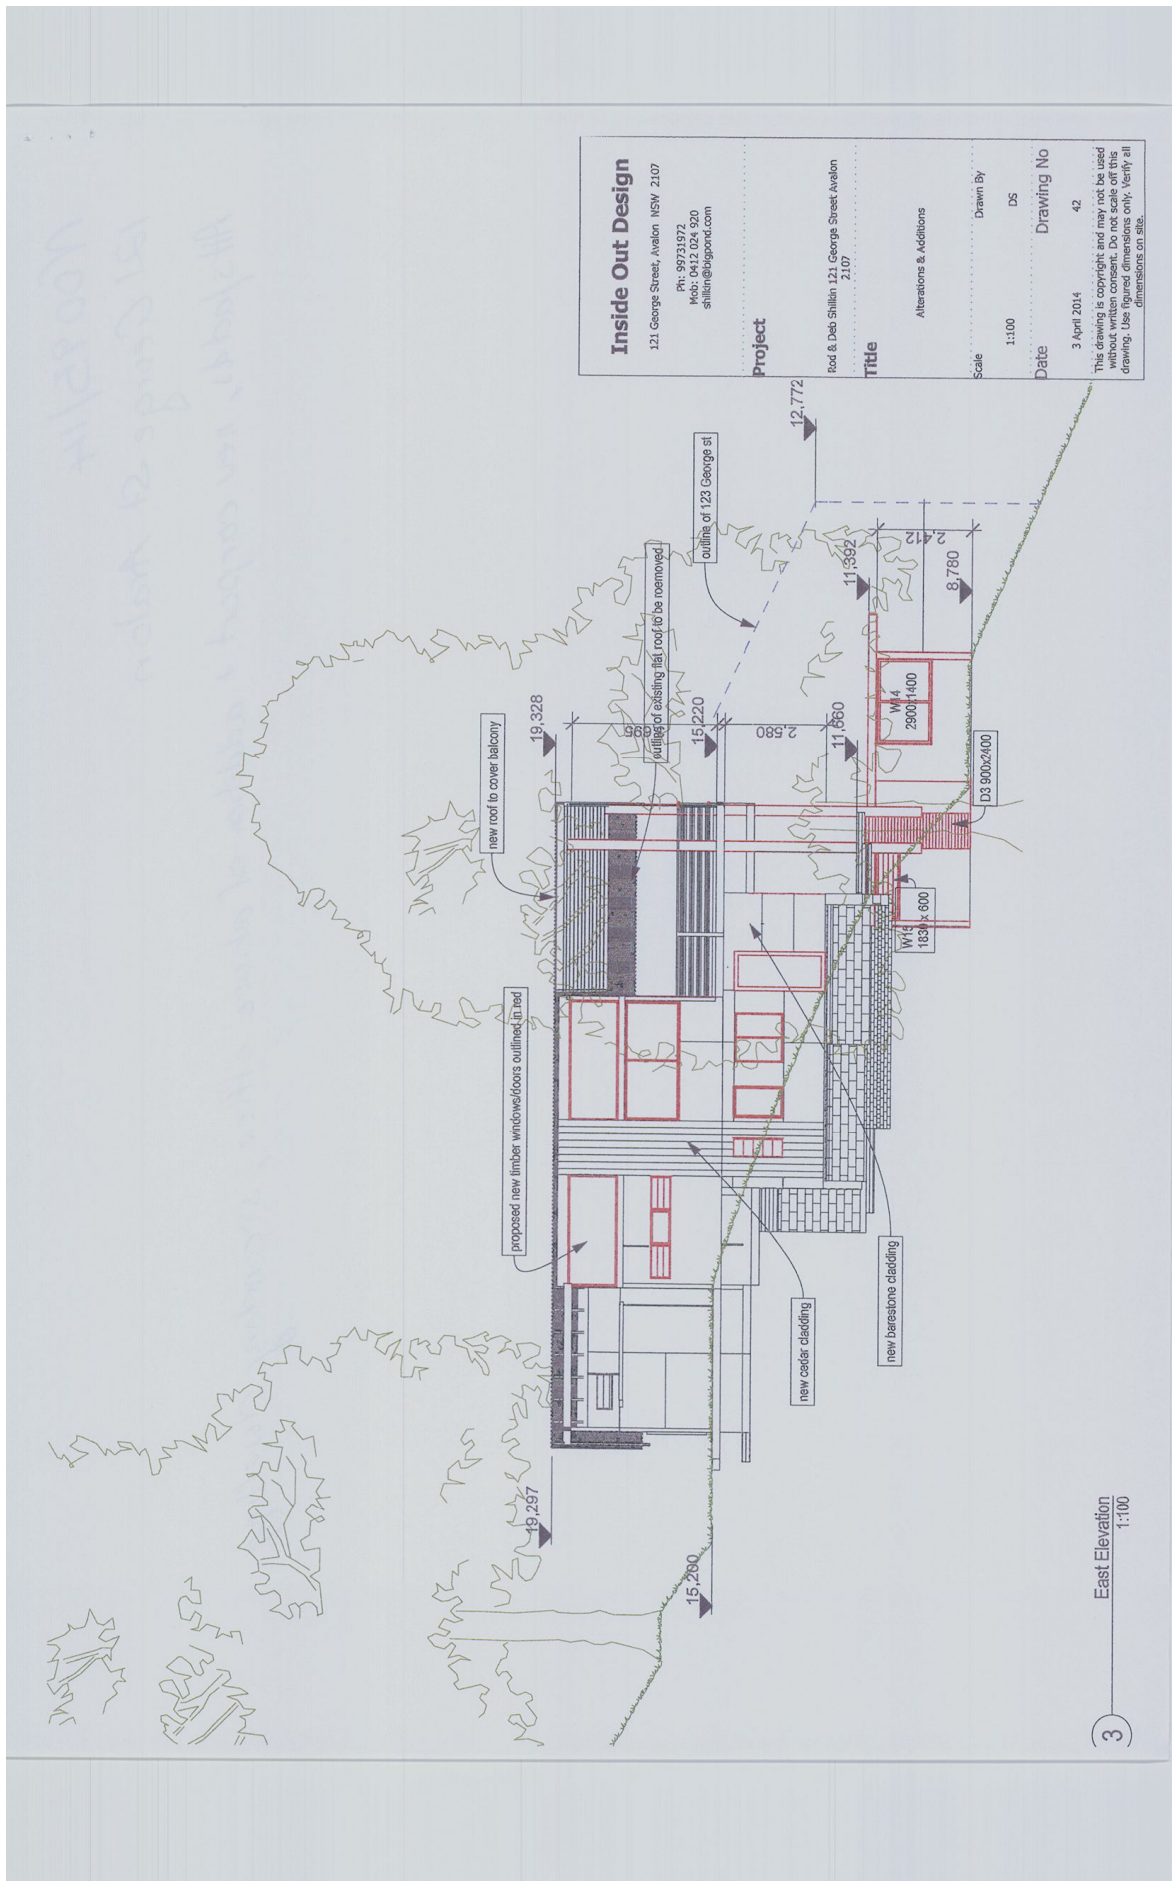 Inside Out Design
121 George Street, Avalon NSW 2107
Ph: 99731972
Mob: 0412 024 920
shilkin@bigpond.com
Project
Rod & Deb Shilkin 121 George Street Avalon
2107
Title
Alterations & Additions
Scale
Drawn By
1:100
DS
Date
Drawing No
3 April 2014
42
This drawing is copyright and may not be used
without written consent. Do not scale off this
drawing. Use figured dimensions only. Verify all
dimensions on site.
new roof to cover balcony
proposed new timber windows/doors outlined in red
outline of existing flat roof to be roemoved
outline of 123 George st
19,297
19,328
12,772
15,200
15,220
2,580
11,660
11,392
2,412
8,780
W14
2900x1400
D3 900x2400
W15
1830 x 600
new cedar cladding
new barestone cladding
3
East Elevation
1:100